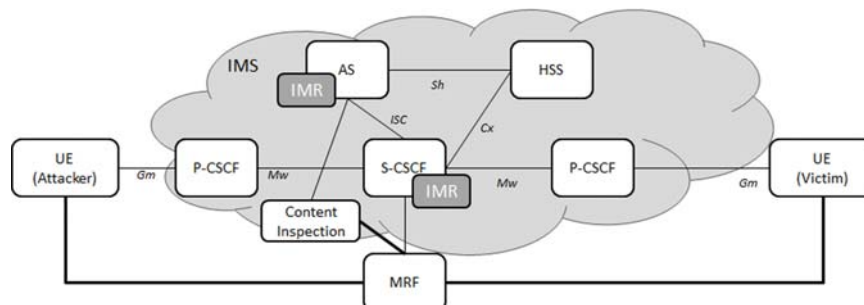 IMS
AS
HSS
IMR
Sh
ISC
Cx
UE
(Attacker)
Gm
P-CSCF
Mw
S-CSCF
IMR
Mw
P-CSCF
Gm
UE
(Victim)
Content
Inspection
MRF